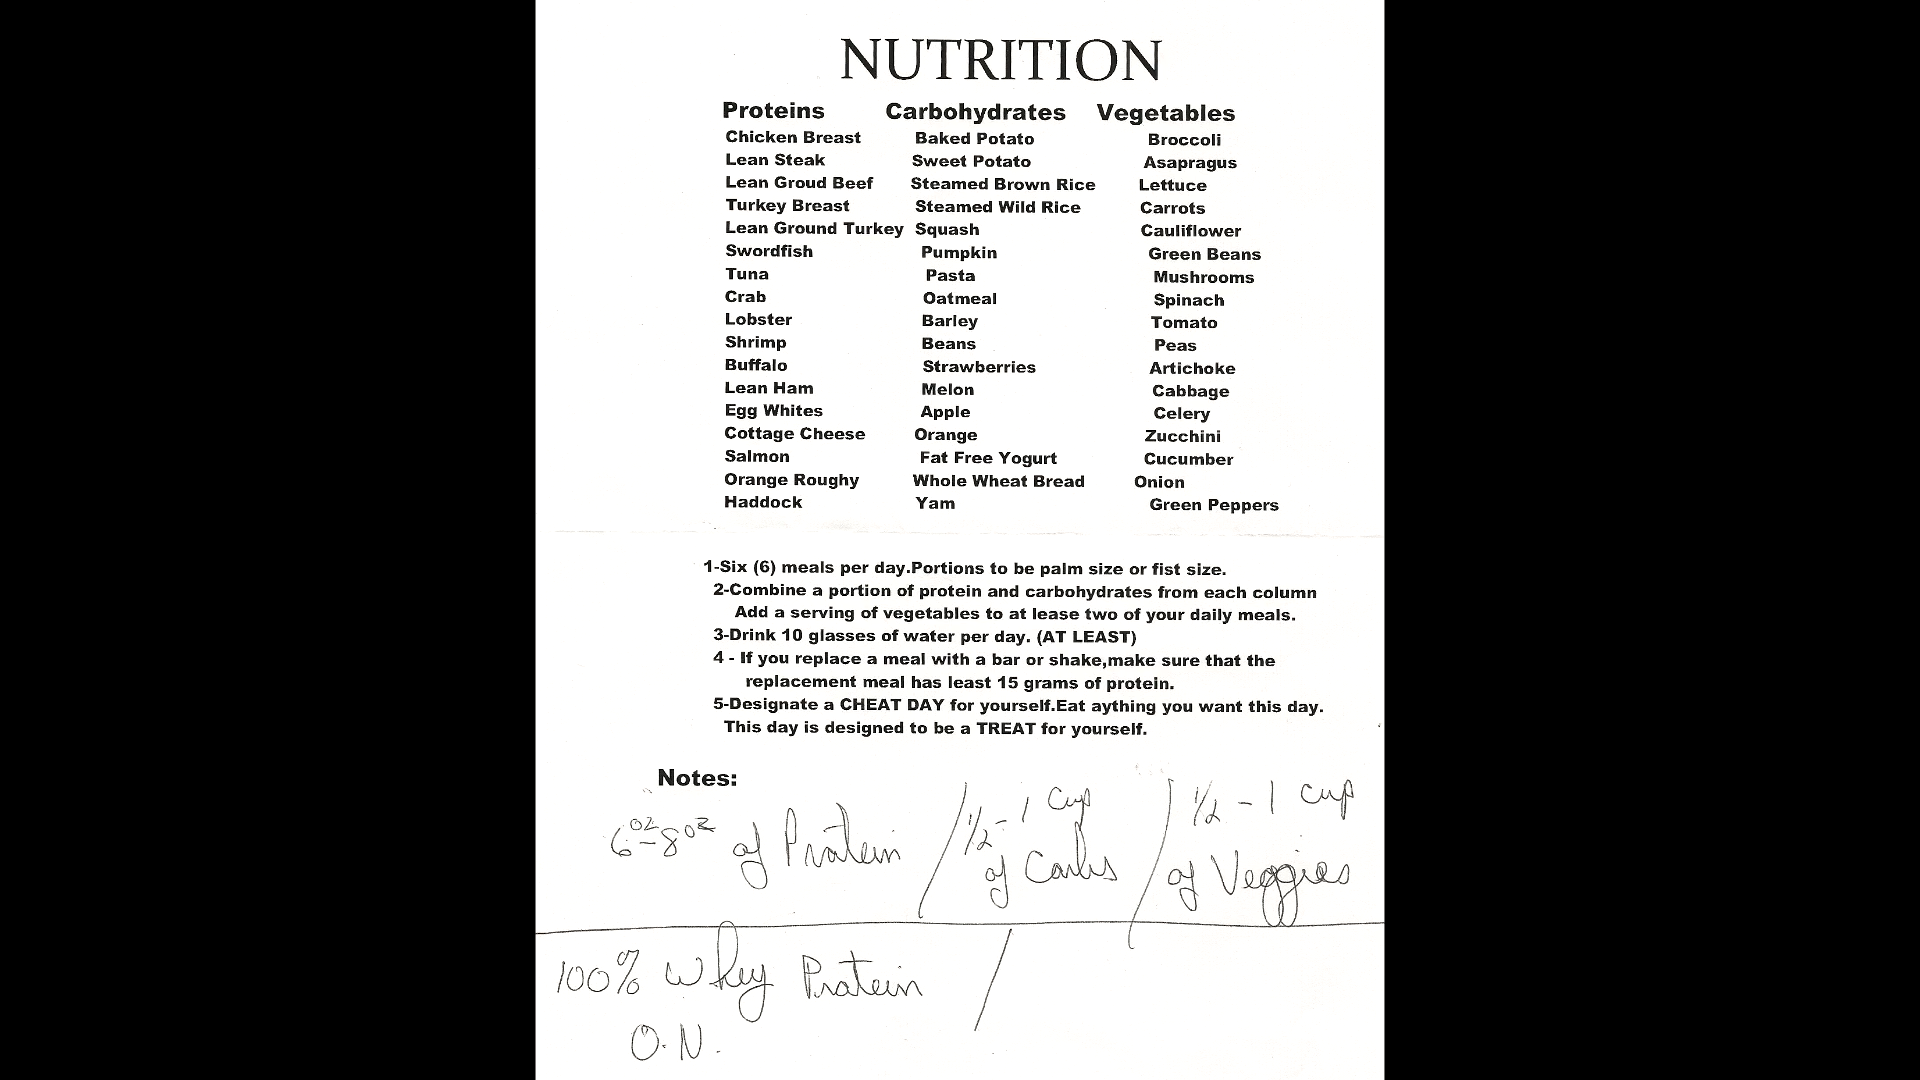 NUTRITION
Proteins Carbohydrates Vegetables
Chicken Breast Baked Potato Broccoli
Lean Steak Sweet Potato Asapragus
Lean Groud Beef Steamed Brown Rice Lettuce
Turkey Breast Steamed Wild Rice Carrots
Lean Ground Turkey Squash Cauliflower
Swordfish Pumpkin Green Beans
Tuna Pasta Mushrooms
Crab Oatmeal Spinach
Lobster Barley Tomato
Shrimp Beans Peas
Buffalo Strawberries Artichoke
Lean Ham Melon Cabbage
Egg Whites Apple Celery
Cottage Cheese Orange Zucchini
Salmon Fat Free Yogurt Cucumber
Orange Roughy Whole Wheat Bread Onion
Haddock Yam Green Peppers
1-Six (6) meals per day.Portions to be palm size or fist size.
2-Combine a portion of protein and carbohydrates from each column
Add a serving of vegetables to at lease two of your daily meals.
3-Drink 10 glasses of water per day. (AT LEAST)
4 - If you replace a meal with a bar or shake,make sure that the
replacement meal has least 15 grams of protein.
5-Designate a CHEAT DAY for yourself.Eat aything you want this day.
This day is designed to be a TREAT for yourself.
Notes:
6oz-8oz of Protein / 1/2-1 Cup / 1/2 - 1 cup
of Carbs of Veggies
100% Whey Protein /
O.N.